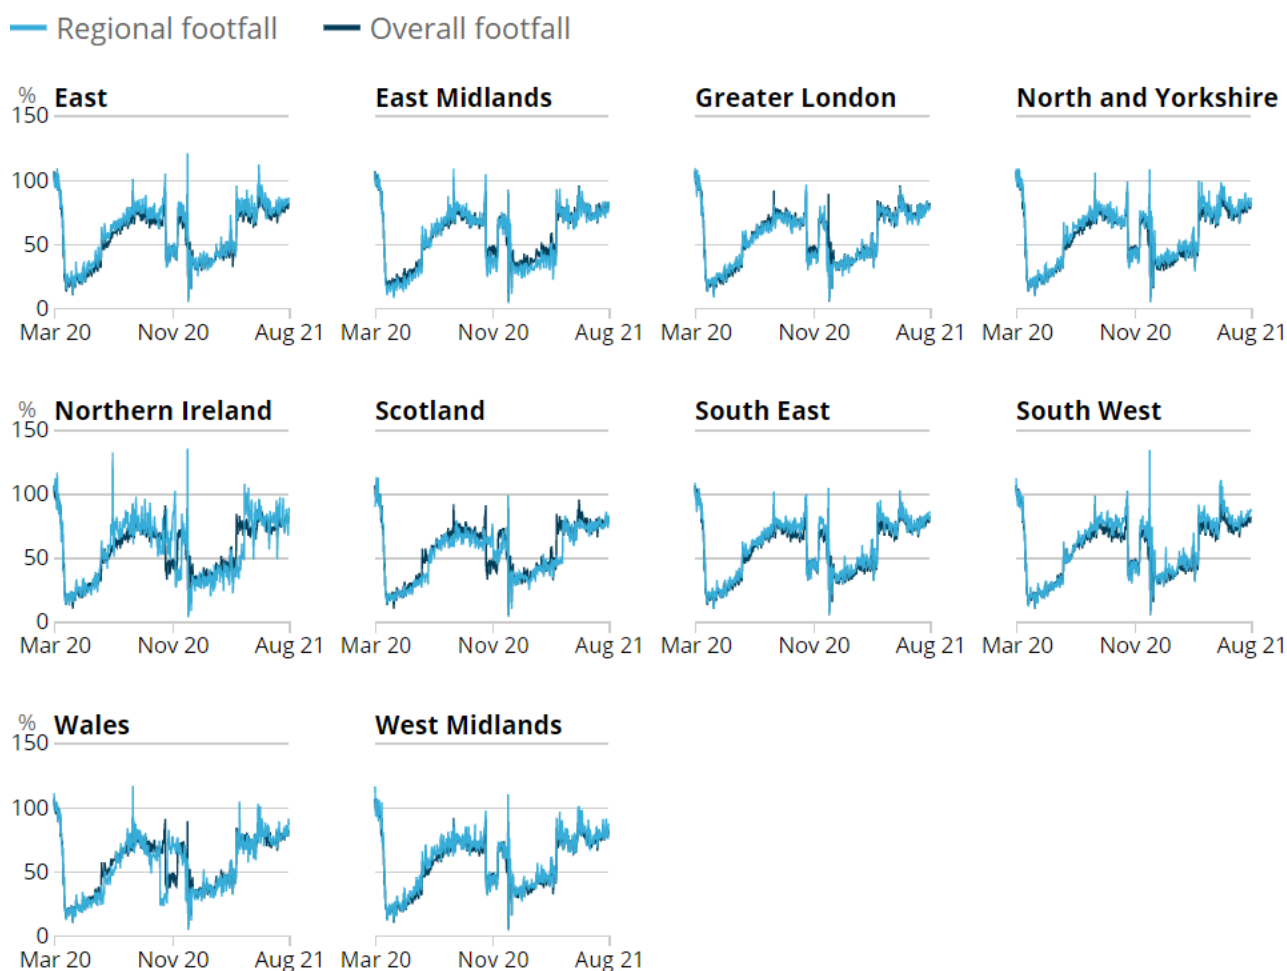 Regional footfall Overall footfall
% East East Midlands Greater London North and Yorkshire
150
100
50
0
Mar 20 Nov 20 Aug 21 Mar 20 Nov 20 Aug 21 Mar 20 Nov 20 Aug 21 Mar 20 Nov 20 Aug 21
% Northern Ireland Scotland South East South West
150
100
50
0
Mar 20 Nov 20 Aug 21 Mar 20 Nov 20 Aug 21 Mar 20 Nov 20 Aug 21 Mar 20 Nov 20 Aug 21
% Wales West Midlands
150
100
50
0
Mar 20 Nov 20 Aug 21 Mar 20 Nov 20 Aug 21